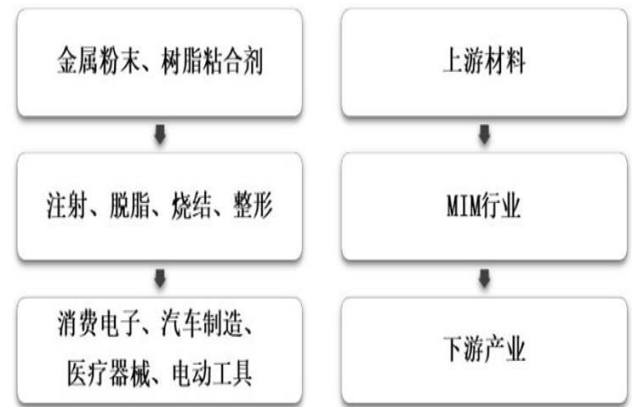 金属粉末、树脂粘合剂
上游材料
注射、脱脂、烧结、整形
MIM行业
消费电子、汽车制造、
医疗器械、电动工具
下游产业